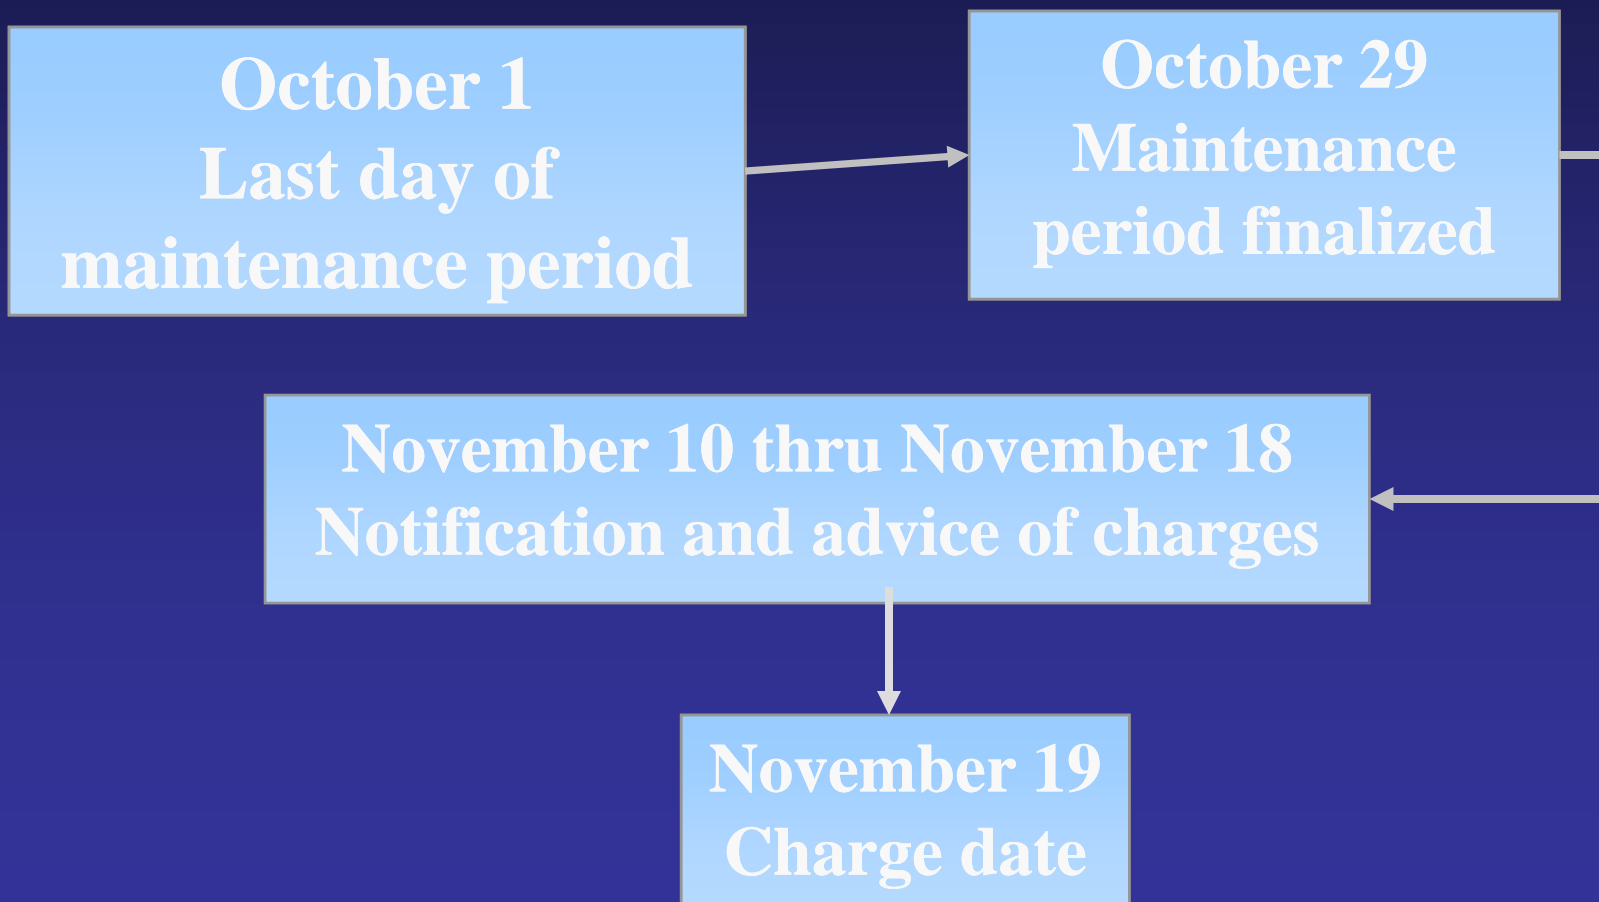 October 1
Last day of
maintenance period
October 29
Maintenance
period finalized
November 10 thru November 18
Notification and advice of charges
November 19
Charge date